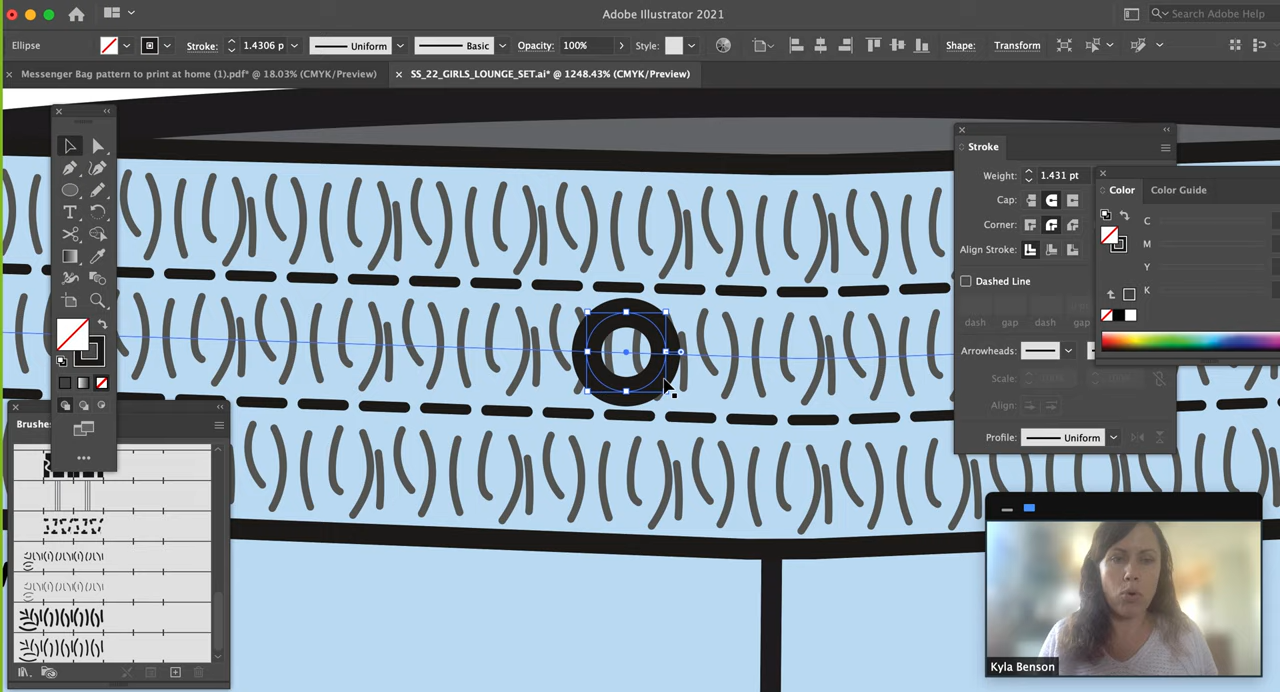 Adobe Illustrator 2021
Search Adobe Help
Ellipse
Stroke:
1.4306 p
Uniform
Basic
Opacity:
100%
Style:
Shape:
Transform
Messenger Bag pattern to print at home (1).pdf* @ 18.03% (CMYK/Preview)
SS_22_GIRLS_LOUNGE_SET.ai* @ 1248.43% (CMYK/Preview)
Stroke
Weight:
1.431 pt
Cap:
Corner:
Align Stroke:
Dashed Line
dash
gap
dash
gap
Arrowheads:
Scale:
100%
Align:
Profile:
Uniform
Color
Color Guide
C
M
Y
K
T
Brushes
Kyla Benson